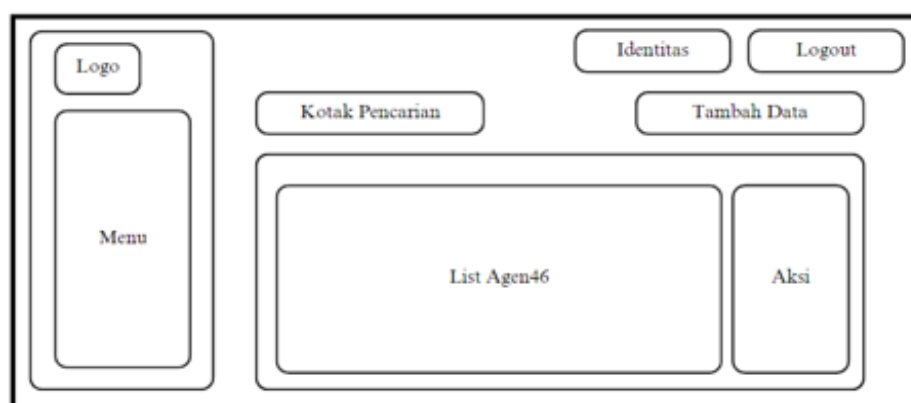 Logo
Identitas
Logout
Kotak Pencarian
Tambah Data
Menu
List Agen46
Aksi